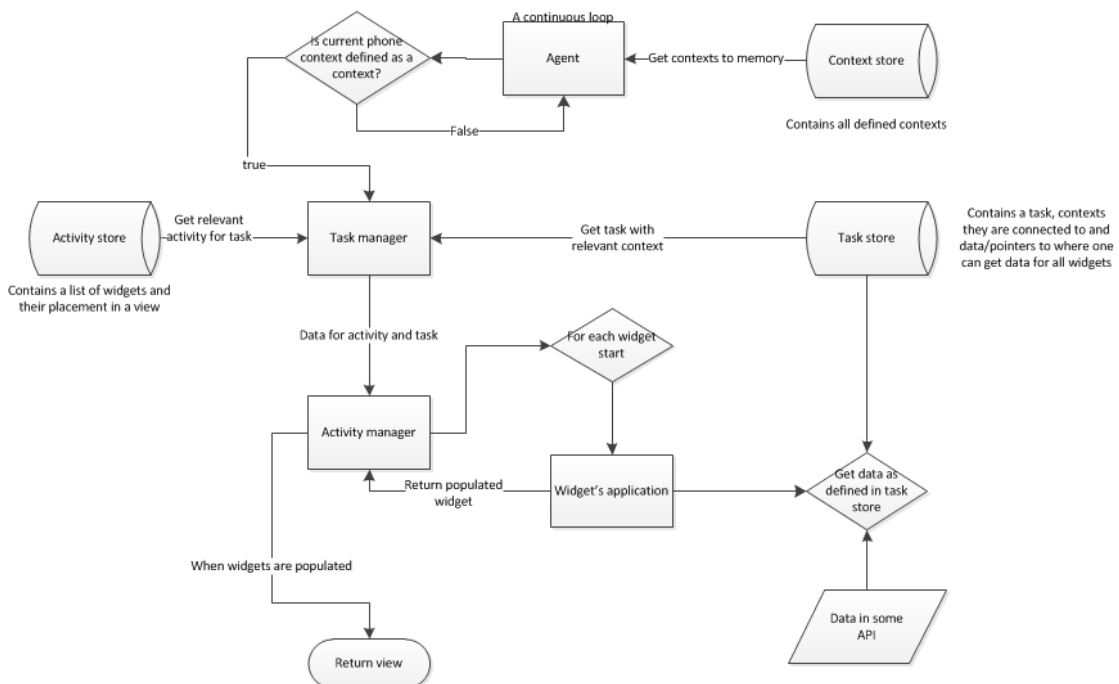 A continuous loop
Is current phone
context defined as a
context?
Agent
Get contexts to memory
Context store
Contains all defined contexts
False
true
Activity store
Get relevant
activity for task
Task manager
Get task with
relevant context
Task store
Contains a task, contexts
they are connected to and
data/pointers to where one
can get data for all widgets
Contains a list of widgets and
their placement in a view
Data for activity and task
For each widget
start
Activity manager
Return populated
widget
Widget's application
Get data as
defined in task
store
When widgets are populated
Data in some
API
Return view